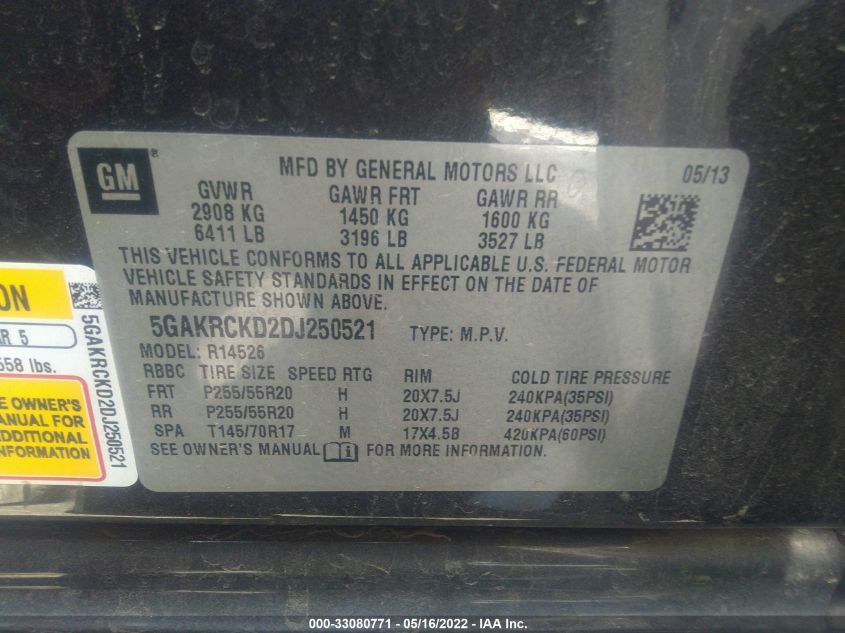 GM ®
MFD BY GENERAL MOTORS LLC
05/13
GVWR GAWR FRT GAWR RR
2908 KG 1450 KG 1600 KG
6411 LB 3196 LB 3527 LB
THIS VEHICLE CONFORMS TO ALL APPLICABLE U.S. FEDERAL MOTOR
VEHICLE SAFETY STANDARDS IN EFFECT ON THE DATE OF
MANUFACTURE SHOWN ABOVE.
5GAKRCKD2DJ250521 TYPE: M.P.V.
MODEL: R14526
RBBC TIRE SIZE SPEED RTG RIM COLD TIRE PRESSURE
FRT P255/55R20 H 20X7.5J 240KPA(35PSI)
RR P255/55R20 H 20X7.5J 240KPA(35PSI)
SPA T145/70R17 M 17X4.5B 420KPA(60PSI)
SEE OWNER'S MANUAL i FOR MORE INFORMATION.
ON
R 5
558 lbs.
E OWNER'S
ANUAL FOR
ADDITIONAL
NFORMATION
5GAKRCKD2DJ250521
000-33080771 - 05/16/2022 - IAA Inc.